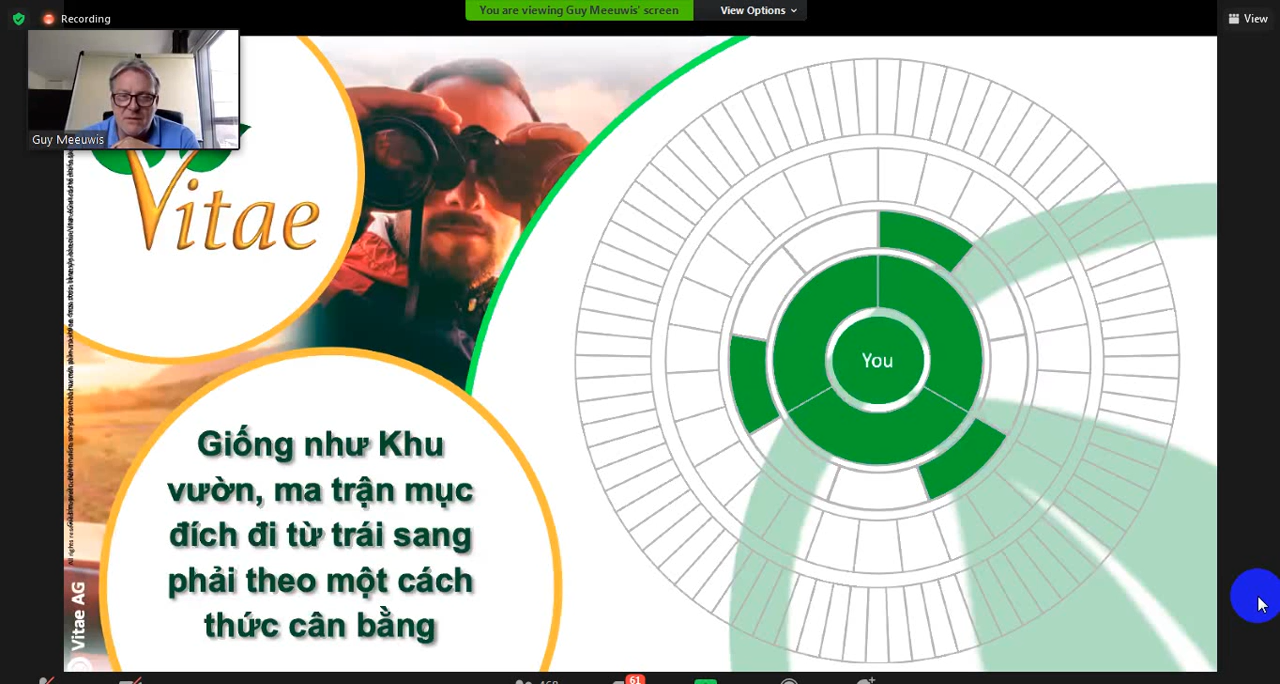 Recording
You are viewing Guy Meeuwis' screen
View Options
View
Guy Meeuwis
Vitae
You
Giống như Khu
vườn, ma trận mục
đích đi từ trái sang
phải theo một cách
thức cân bằng
Vitae AG
61